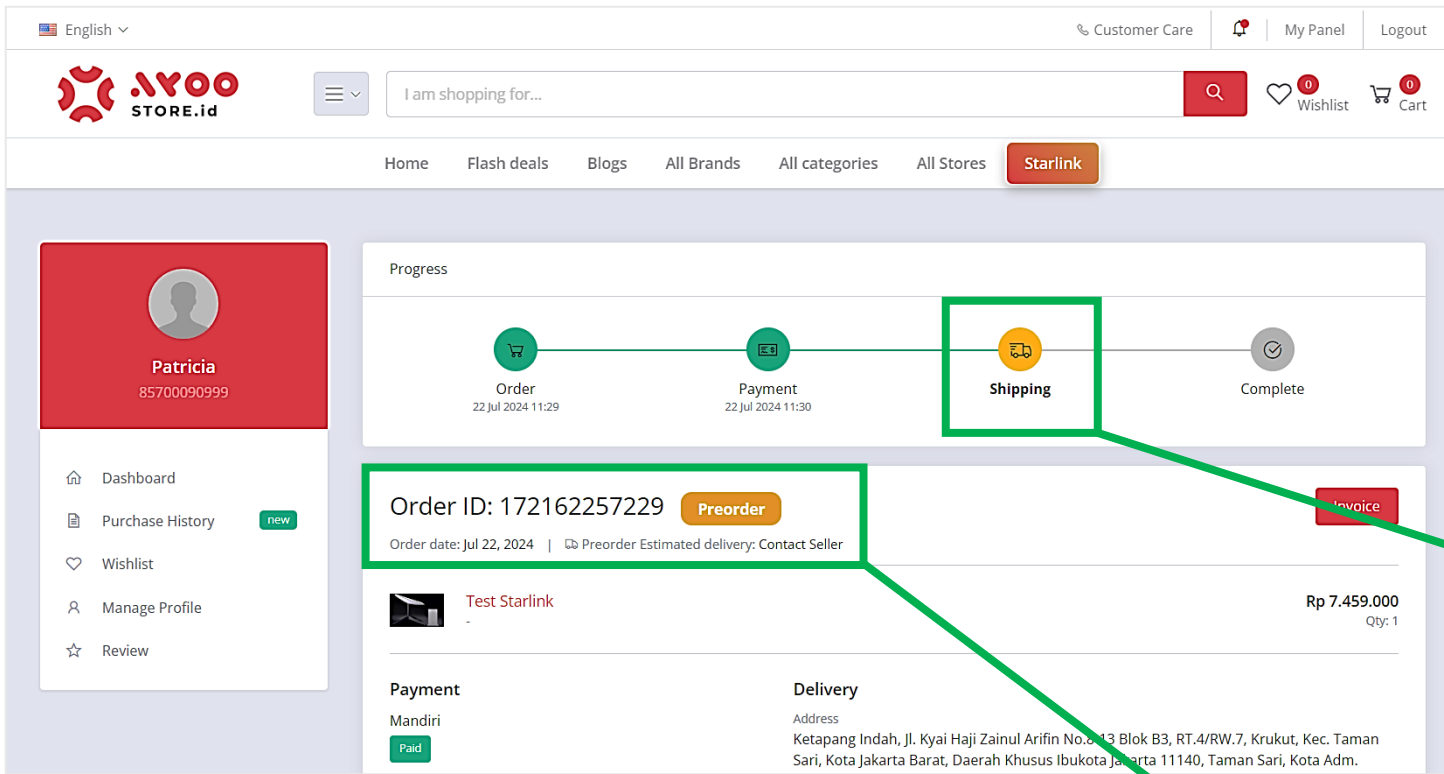 English
Customer Care
My Panel
Logout
AYOO
STORE.id
I am shopping for...
0
Wishlist
0
Cart
Home
Flash deals
Blogs
All Brands
All categories
All Stores
Starlink
Patricia
85700090999
Dashboard
Purchase History
new
Wishlist
Manage Profile
Review
Progress
Order
22 Jul 2024 11:29
Payment
22 Jul 2024 11:30
Shipping
Complete
Order ID: 172162257229
Preorder
Invoice
Order date: Jul 22, 2024 | Preorder Estimated delivery: Contact Seller
Test Starlink
-
Rp 7.459.000
Qty: 1
Payment
Mandiri
Paid
Delivery
Address
Ketapang Indah, Jl. Kyai Haji Zainul Arifin No.8-13 Blok B3, RT.4/RW.7, Krukut, Kec. Taman
Sari, Kota Jakarta Barat, Daerah Khusus Ibukota Jakarta 11140, Taman Sari, Kota Adm.